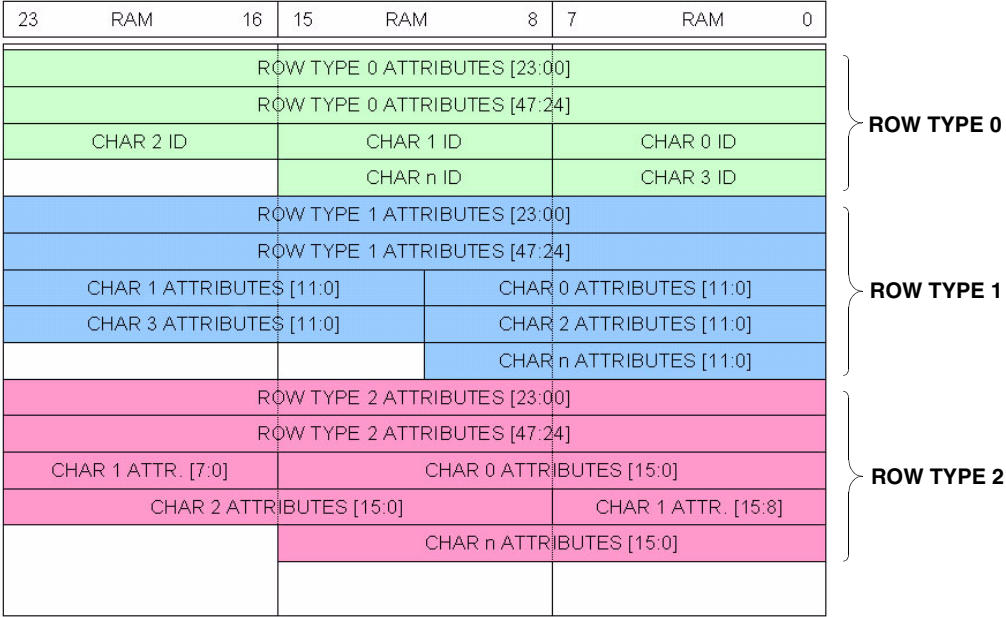 23 RAM 16 15 RAM 8 7 RAM 0
ROW TYPE 0 ATTRIBUTES [23:00]
ROW TYPE 0 ATTRIBUTES [47:24]
CHAR 2 ID CHAR 1 ID CHAR 0 ID
CHAR n ID CHAR 3 ID
ROW TYPE 0
ROW TYPE 1 ATTRIBUTES [23:00]
ROW TYPE 1 ATTRIBUTES [47:24]
CHAR 1 ATTRIBUTES [11:0] CHAR 0 ATTRIBUTES [11:0]
CHAR 3 ATTRIBUTES [11:0] CHAR 2 ATTRIBUTES [11:0]
CHAR n ATTRIBUTES [11:0]
ROW TYPE 1
ROW TYPE 2 ATTRIBUTES [23:00]
ROW TYPE 2 ATTRIBUTES [47:24]
CHAR 1 ATTR. [7:0] CHAR 0 ATTRIBUTES [15:0]
CHAR 2 ATTRIBUTES [15:0] CHAR 1 ATTR. [15:8]
CHAR n ATTRIBUTES [15:0]
ROW TYPE 2